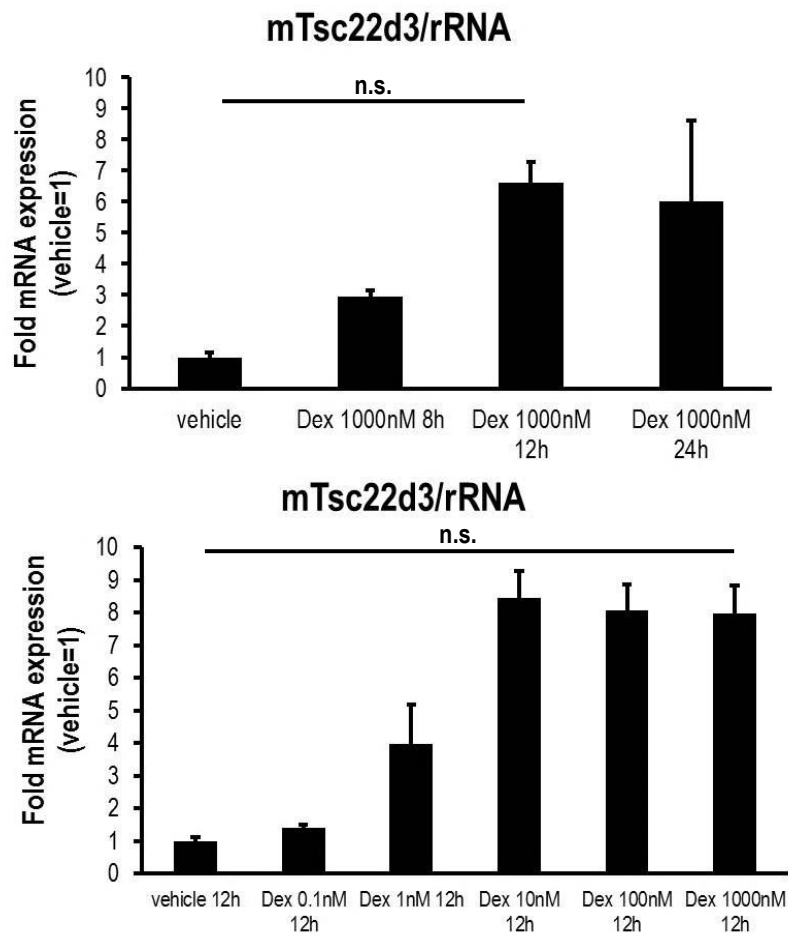 mTsc22d3/rRNA
n.s.
Fold mRNA expression
(vehicle=1)
10
9
8
7
6
5
4
3
2
1
0
vehicle
Dex 1000nM 8h
Dex 1000nM
12h
Dex 1000nM
24h
mTsc22d3/rRNA
n.s.
Fold mRNA expression
(vehicle=1)
10
9
8
7
6
5
4
3
2
1
0
vehicle 12h
Dex 0.1nM
12h
Dex 1nM 12h
Dex 10nM
12h
Dex 100nM
12h
Dex 1000nM
12h